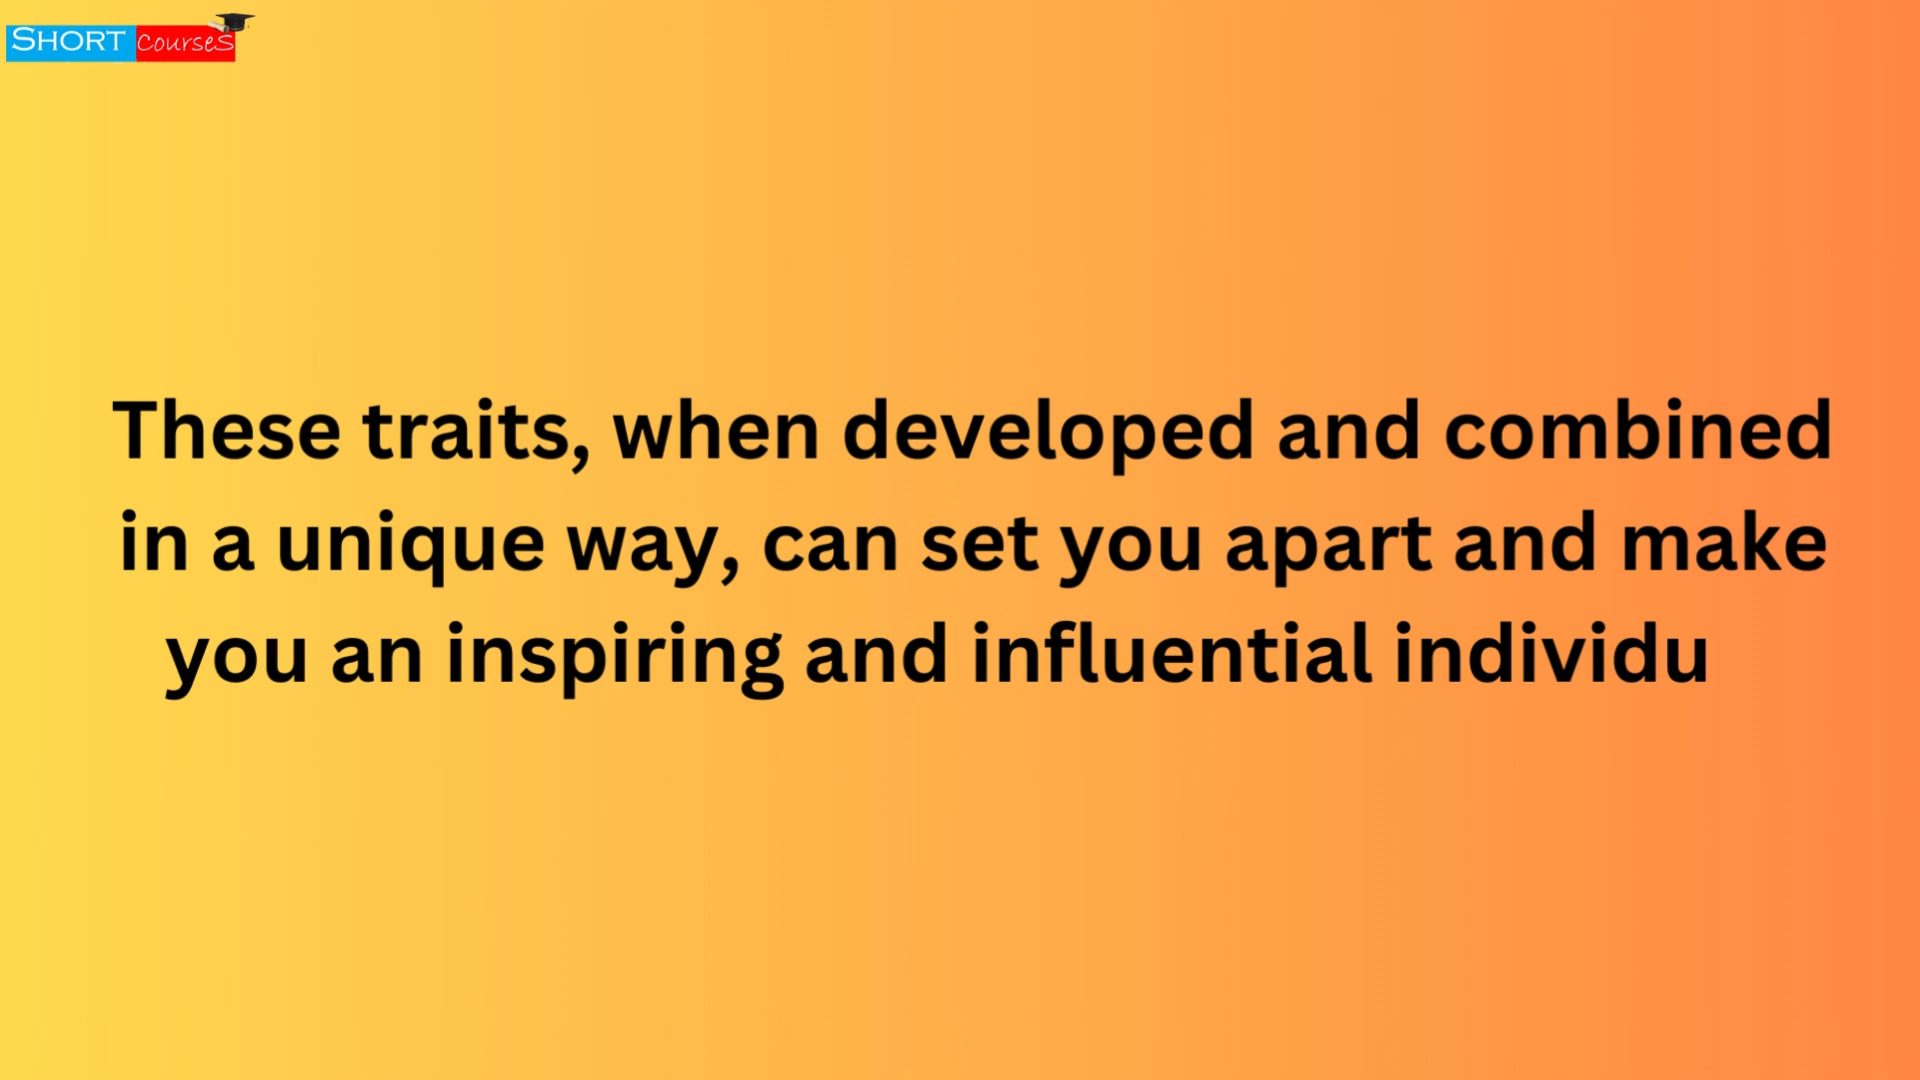 SHORT CourseS
These traits, when developed and combined
in a unique way, can set you apart and make
you an inspiring and influential individu